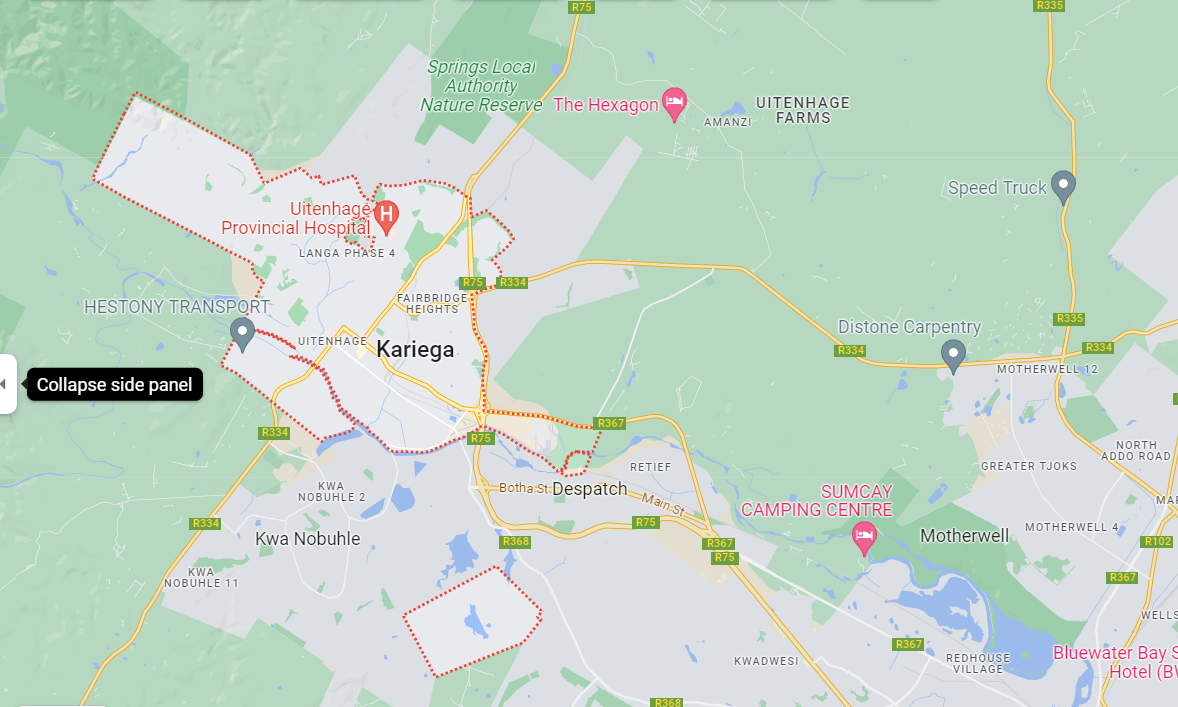 R75
R335
Springs Local
Authority
Nature Reserve
The Hexagon
AMANZI
UITENHAGE
FARMS
Speed Truck
Uitenhage
Provincial Hospital
LANGA PHASE 4
R75
R334
HESTONY TRANSPORT
FAIRBRIDGE
HEIGHTS
R335
Distone Carpentry
UITENHAGE
Kariega
R334
R334
MOTHERWELL 12
Collapse side panel
R367
R334
R75
NORTH
ADDO ROAD
RETIEF
GREATER TJOKS
KWA
NOBUHLE 2
Botha St
Despatch
Main St
SUMCAY
CAMPING CENTRE
MAR
R334
R75
Kwa Nobuhle
R368
R367
R75
Motherwell
MOTHERWELL 4
R102
KWA
NOBUHLE 11
R367
WELLS
R367
KWADWESI
REDHOUSE
VILLAGE
Bluewater Bay S
Hotel (BW
R368